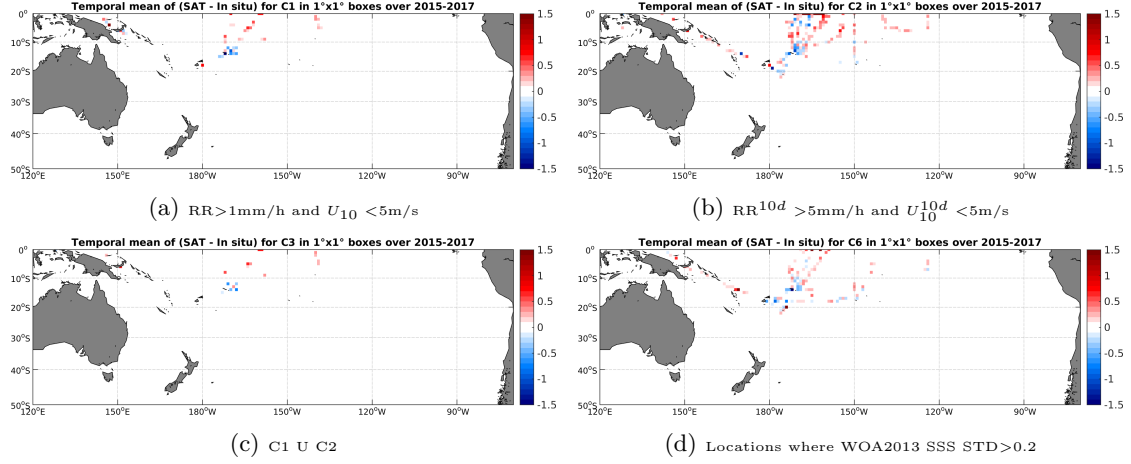 Temporal mean of (SAT - In situ) for C1 in 1°x1° boxes over 2015-2017
0°
10°S
20°S
30°S
40°S
50°S
120°E 150°E 180°W 150°W 120°W 90°W
1.5
1
0.5
0
-0.5
-1
-1.5
(a) RR>1mm/h and U10 <5m/s
Temporal mean of (SAT - In situ) for C2 in 1°x1° boxes over 2015-2017
0°
10°S
20°S
30°S
40°S
50°S
120°E 150°E 180°W 150°W 120°W 90°W
1.5
1
0.5
0
-0.5
-1
-1.5
(b) RR^10d >5mm/h and U10^10d <5m/s
Temporal mean of (SAT - In situ) for C3 in 1°x1° boxes over 2015-2017
0°
10°S
20°S
30°S
40°S
50°S
120°E 150°E 180°W 150°W 120°W 90°W
1.5
1
0.5
0
-0.5
-1
-1.5
(c) C1 U C2
Temporal mean of (SAT - In situ) for C6 in 1°x1° boxes over 2015-2017
0°
10°S
20°S
30°S
40°S
50°S
120°E 150°E 180°W 150°W 120°W 90°W
1.5
1
0.5
0
-0.5
-1
-1.5
(d) Locations where WOA2013 SSS STD>0.2